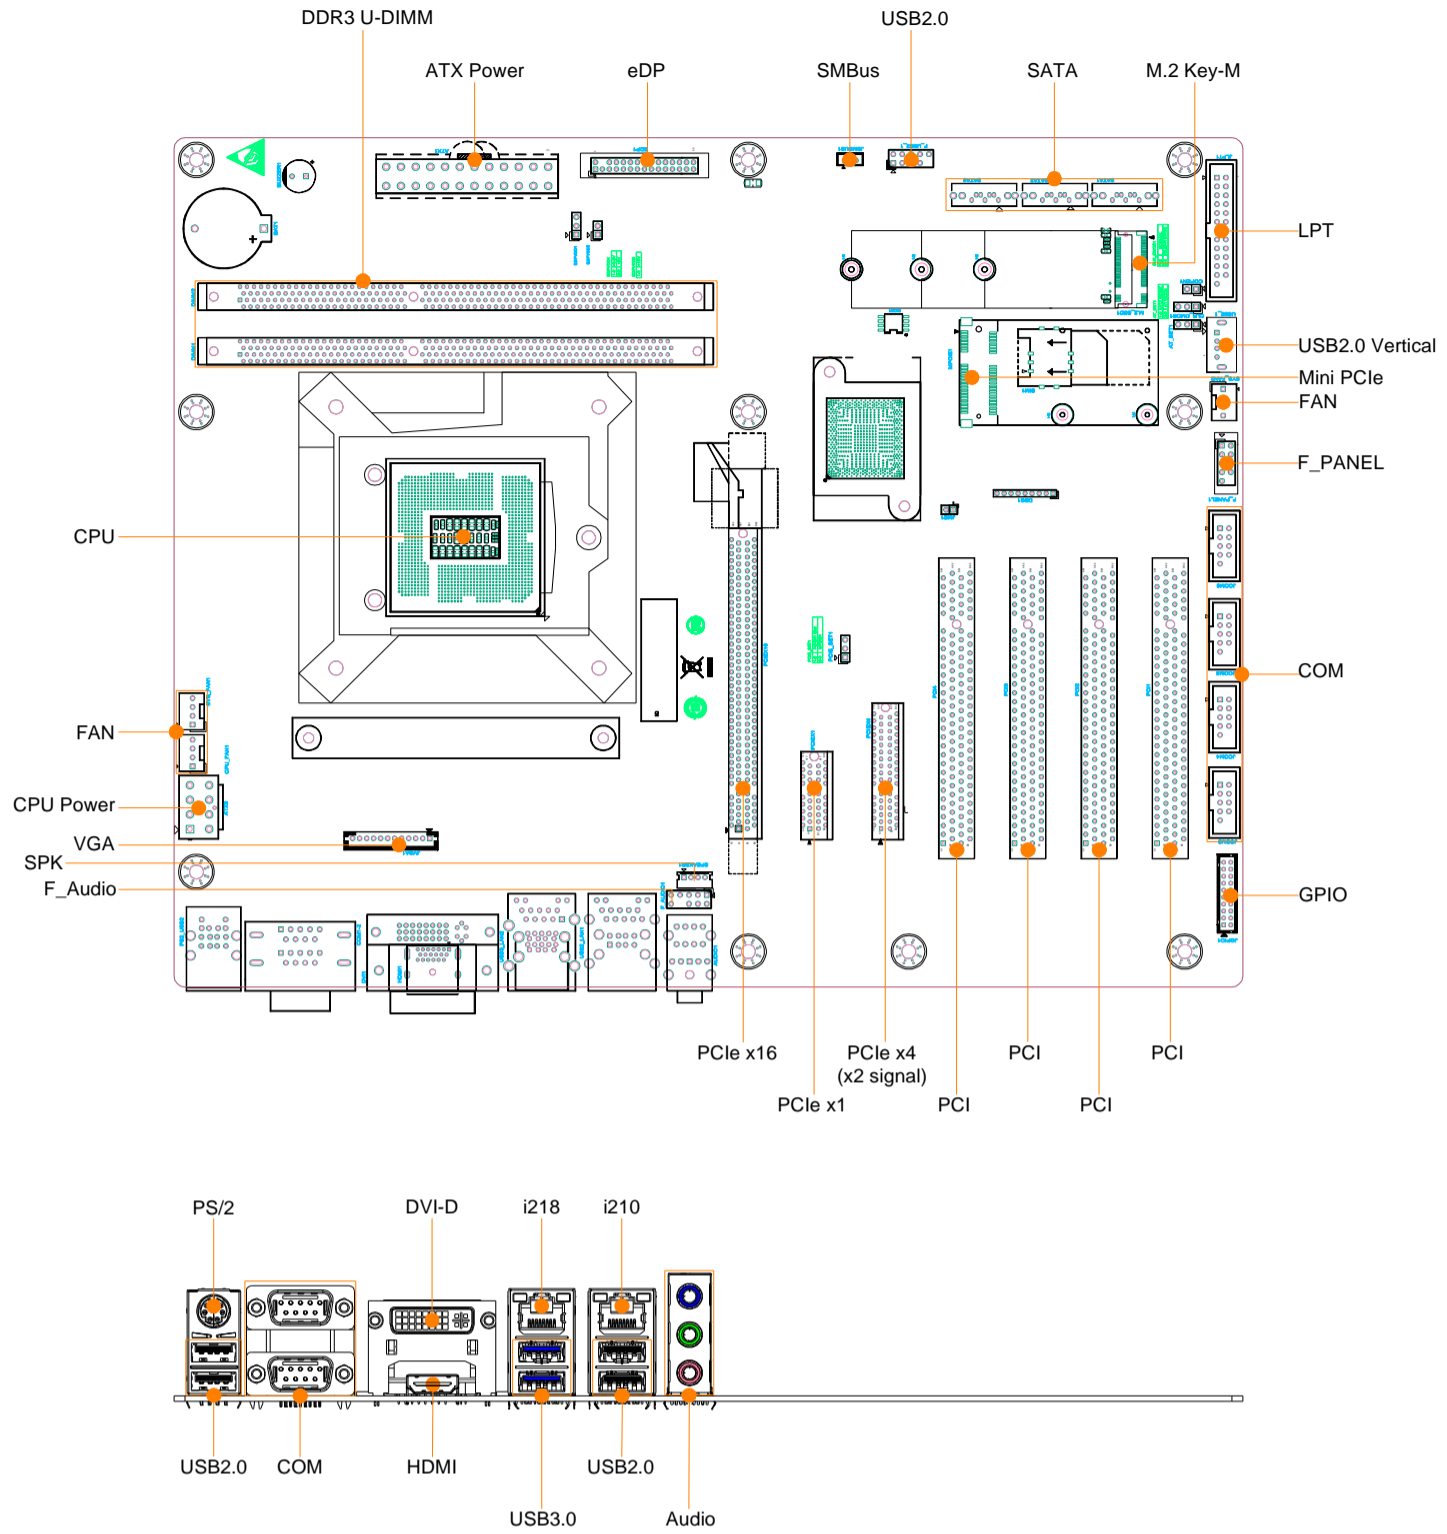 DDR3 U-DIMM
USB2.0
ATX Power
eDP
SMBus
SATA
M.2 Key-M
LPT
USB2.0 Vertical
Mini PCIe
FAN
F_PANEL
CPU
COM
FAN
CPU Power
VGA
SPK
F_Audio
GPIO
PCIe x16
PCIe x4
(x2 signal)
PCI
PCI
PCIe x1
PCI
PCI
PS/2
DVI-D
i218
i210
USB2.0
COM
HDMI
USB2.0
USB3.0
Audio